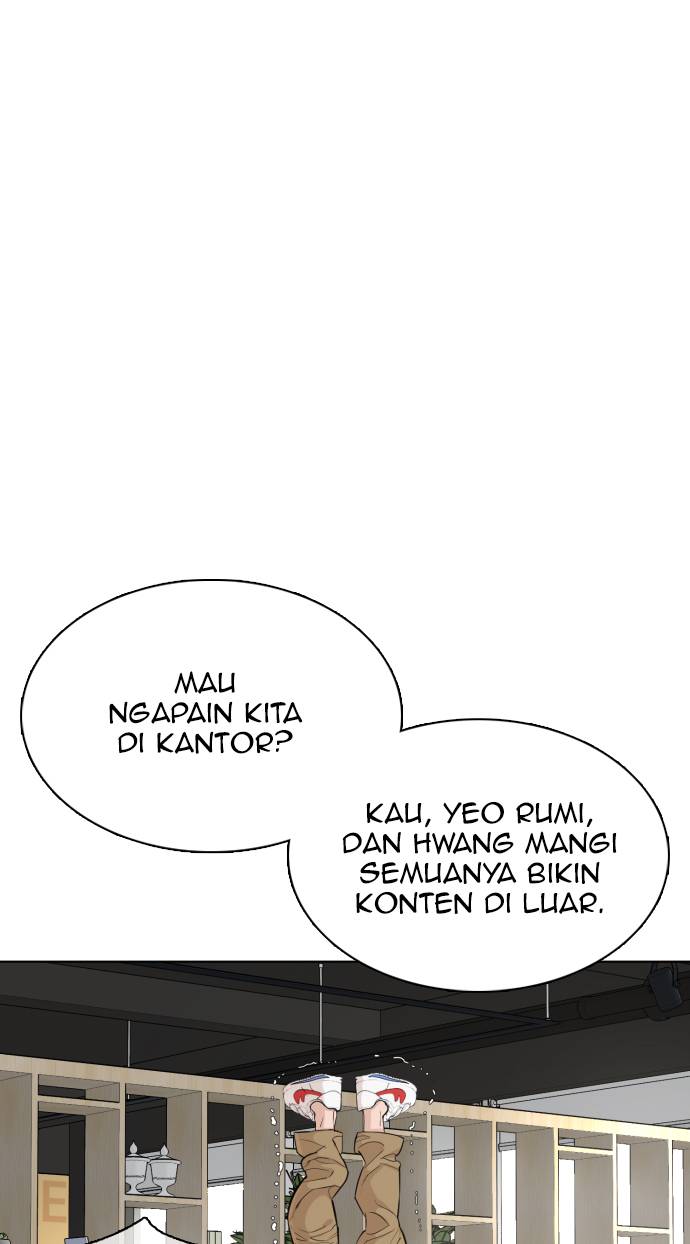 MAU
NGAPAIN KITA
DI KANTOR?
KAU, YEO RUMI,
DAN HWANG MANGI
SEMUANYA BIKIN
KONTEN DI LUAR.
E